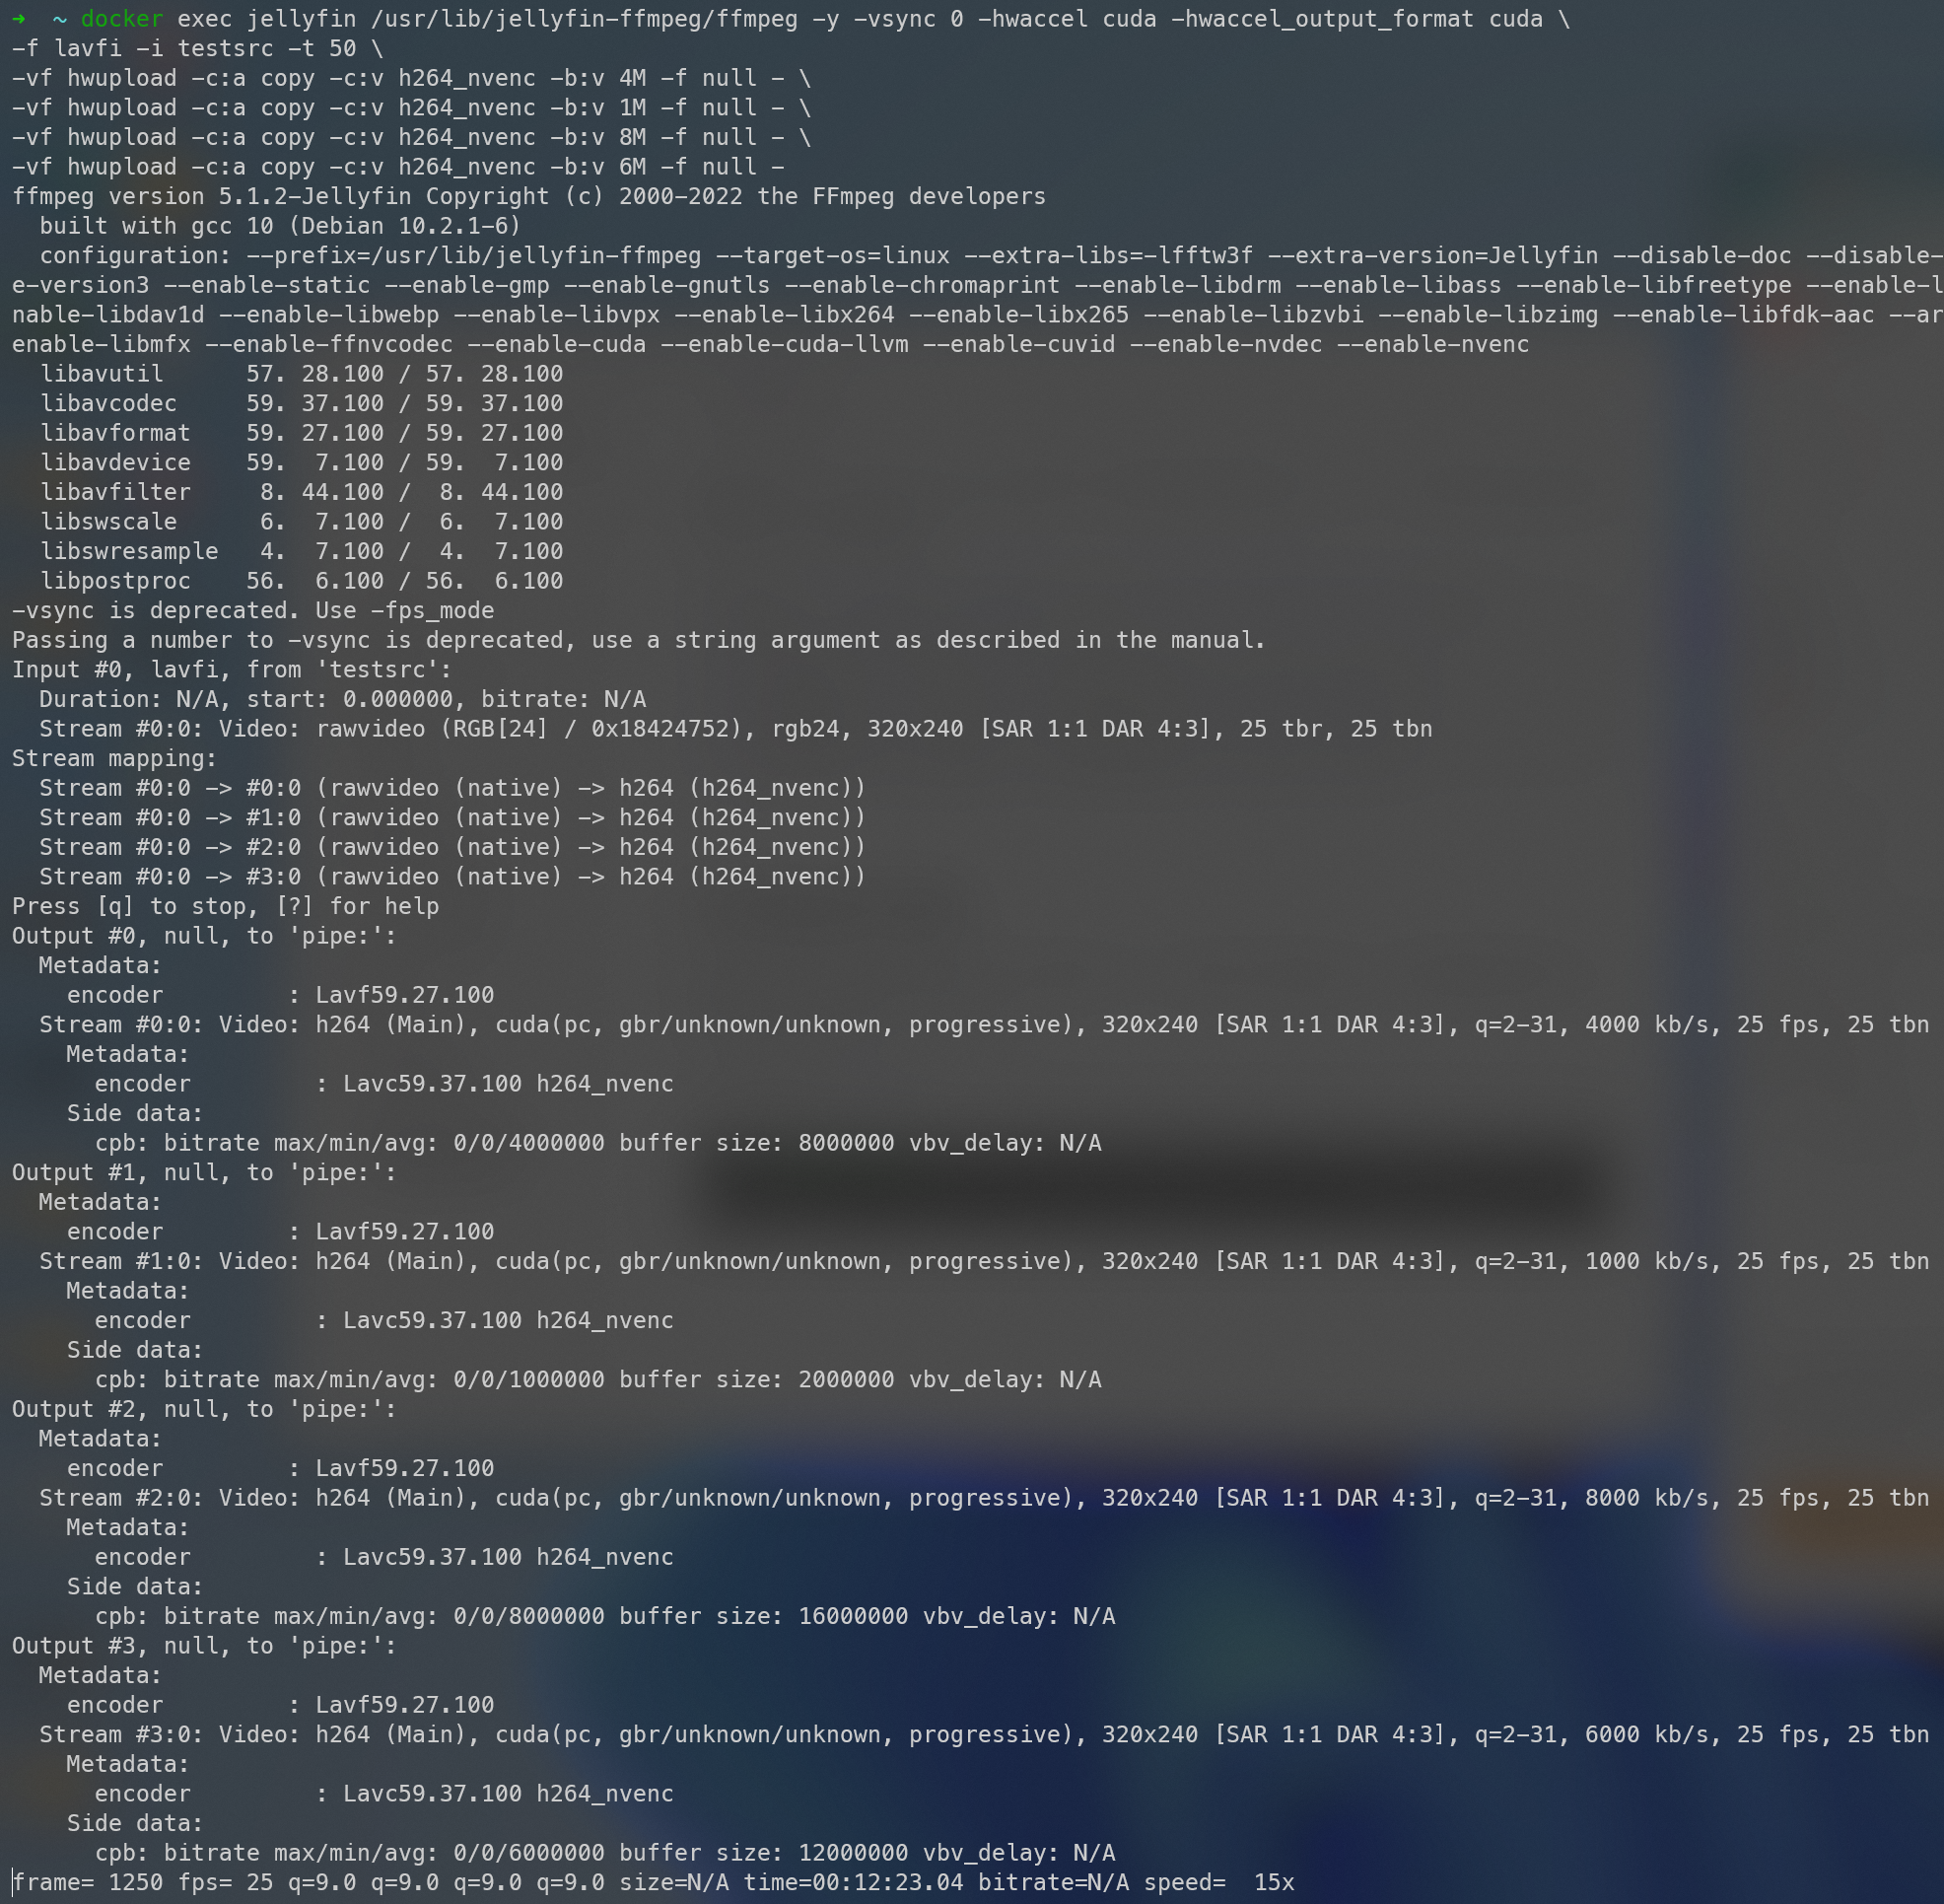 ➜  ~ docker exec jellyfin /usr/lib/jellyfin-ffmpeg/ffmpeg -y -vsync 0 -hwaccel cuda -hwaccel_output_format cuda \
-f lavfi -i testsrc -t 50 \
-vf hwupload -c:a copy -c:v h264_nvenc -b:v 4M -f null - \
-vf hwupload -c:a copy -c:v h264_nvenc -b:v 1M -f null - \
-vf hwupload -c:a copy -c:v h264_nvenc -b:v 8M -f null - \
-vf hwupload -c:a copy -c:v h264_nvenc -b:v 6M -f null -
ffmpeg version 5.1.2-Jellyfin Copyright (c) 2000-2022 the FFmpeg developers
  built with gcc 10 (Debian 10.2.1-6)
  configuration: --prefix=/usr/lib/jellyfin-ffmpeg --target-os=linux --extra-libs=-lfftw3f --extra-version=Jellyfin --disable-doc --disable-
e-version3 --enable-static --enable-gmp --enable-gnutls --enable-chromaprint --enable-libdrm --enable-libass --enable-libfreetype --enable-l
nable-libdav1d --enable-libwebp --enable-libvpx --enable-libx264 --enable-libx265 --enable-libzvbi --enable-libzimg --enable-libfdk-aac --ar
enable-libmfx --enable-ffnvcodec --enable-cuda --enable-cuda-llvm --enable-cuvid --enable-nvdec --enable-nvenc
  libavutil      57. 28.100 / 57. 28.100
  libavcodec     59. 37.100 / 59. 37.100
  libavformat    59. 27.100 / 59. 27.100
  libavdevice    59.  7.100 / 59.  7.100
  libavfilter     8. 44.100 /  8. 44.100
  libswscale      6.  7.100 /  6.  7.100
  libswresample   4.  7.100 /  4.  7.100
  libpostproc    56.  6.100 / 56.  6.100
-vsync is deprecated. Use -fps_mode
Passing a number to -vsync is deprecated, use a string argument as described in the manual.
Input #0, lavfi, from 'testsrc':
  Duration: N/A, start: 0.000000, bitrate: N/A
  Stream #0:0: Video: rawvideo (RGB[24] / 0x18424752), rgb24, 320x240 [SAR 1:1 DAR 4:3], 25 tbr, 25 tbn
Stream mapping:
  Stream #0:0 -> #0:0 (rawvideo (native) -> h264 (h264_nvenc))
  Stream #0:0 -> #1:0 (rawvideo (native) -> h264 (h264_nvenc))
  Stream #0:0 -> #2:0 (rawvideo (native) -> h264 (h264_nvenc))
  Stream #0:0 -> #3:0 (rawvideo (native) -> h264 (h264_nvenc))
Press [q] to stop, [?] for help
Output #0, null, to 'pipe:':
  Metadata:
    encoder         : Lavf59.27.100
  Stream #0:0: Video: h264 (Main), cuda(pc, gbr/unknown/unknown, progressive), 320x240 [SAR 1:1 DAR 4:3], q=2-31, 4000 kb/s, 25 fps, 25 tbn
    Metadata:
      encoder         : Lavc59.37.100 h264_nvenc
    Side data:
      cpb: bitrate max/min/avg: 0/0/4000000 buffer size: 8000000 vbv_delay: N/A
Output #1, null, to 'pipe:':
  Metadata:
    encoder         : Lavf59.27.100
  Stream #1:0: Video: h264 (Main), cuda(pc, gbr/unknown/unknown, progressive), 320x240 [SAR 1:1 DAR 4:3], q=2-31, 1000 kb/s, 25 fps, 25 tbn
    Metadata:
      encoder         : Lavc59.37.100 h264_nvenc
    Side data:
      cpb: bitrate max/min/avg: 0/0/1000000 buffer size: 2000000 vbv_delay: N/A
Output #2, null, to 'pipe:':
  Metadata:
    encoder         : Lavf59.27.100
  Stream #2:0: Video: h264 (Main), cuda(pc, gbr/unknown/unknown, progressive), 320x240 [SAR 1:1 DAR 4:3], q=2-31, 8000 kb/s, 25 fps, 25 tbn
    Metadata:
      encoder         : Lavc59.37.100 h264_nvenc
    Side data:
      cpb: bitrate max/min/avg: 0/0/8000000 buffer size: 16000000 vbv_delay: N/A
Output #3, null, to 'pipe:':
  Metadata:
    encoder         : Lavf59.27.100
  Stream #3:0: Video: h264 (Main), cuda(pc, gbr/unknown/unknown, progressive), 320x240 [SAR 1:1 DAR 4:3], q=2-31, 6000 kb/s, 25 fps, 25 tbn
    Metadata:
      encoder         : Lavc59.37.100 h264_nvenc
    Side data:
      cpb: bitrate max/min/avg: 0/0/6000000 buffer size: 12000000 vbv_delay: N/A
frame= 1250 fps= 25 q=9.0 q=9.0 q=9.0 q=9.0 size=N/A time=00:12:23.04 bitrate=N/A speed=  15x